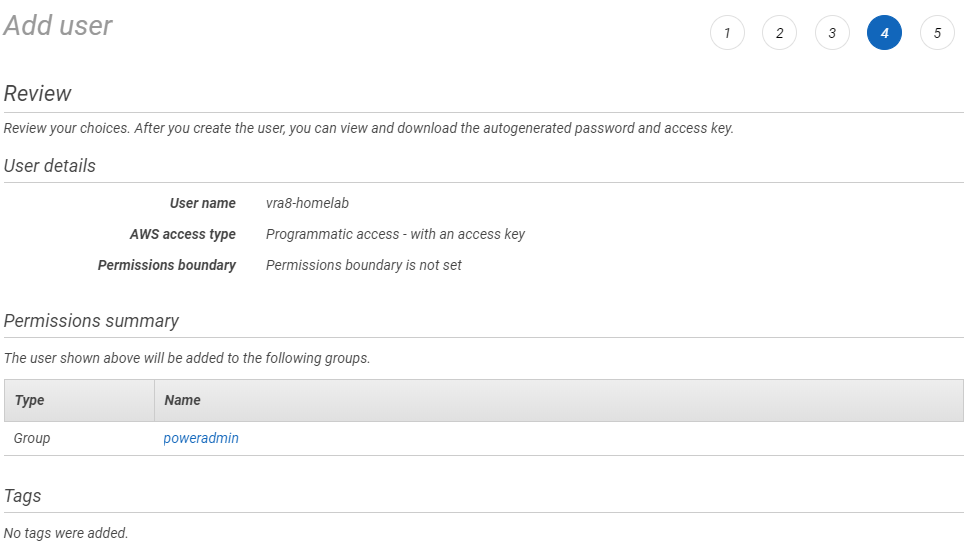 Add user
1 2 3 4 5
Review
Review your choices. After you create the user, you can view and download the autogenerated password and access key.
User details
User name vra8-homelab
AWS access type Programmatic access - with an access key
Permissions boundary Permissions boundary is not set
Permissions summary
The user shown above will be added to the following groups.
Type Name
Group poweradmin
Tags
No tags were added.